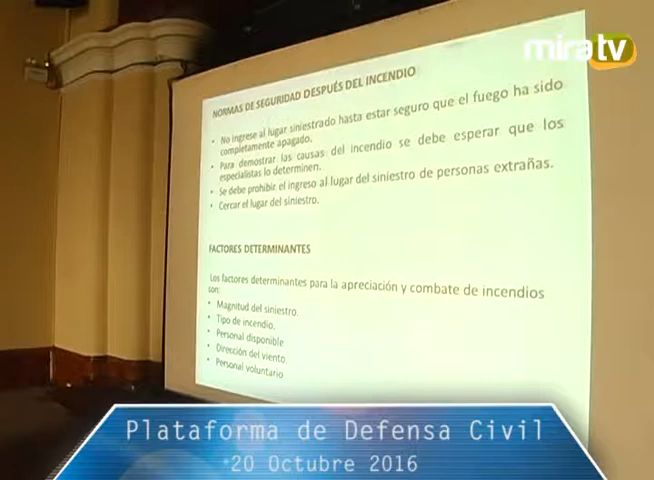 miratv
NORMAS DE SEGURIDAD DESPUÉS DEL INCENDIO
• No ingrese al lugar siniestrado hasta estar seguro que el fuego ha sido
completamente apagado.
• Para demostrar las causas del incendio se debe esperar que los
especialistas lo determinen.
• Se debe prohibir el ingreso al lugar del siniestro de personas extrañas.
• Cercar el lugar del siniestro.
FACTORES DETERMINANTES
Los factores determinantes para la apreciación y combate de incendios
son:
• Magnitud del siniestro.
• Tipo de incendio.
• Personal disponible
• Dirección del viento.
• Personal voluntario
Plataforma de Defensa Civil
20 Octubre 2016